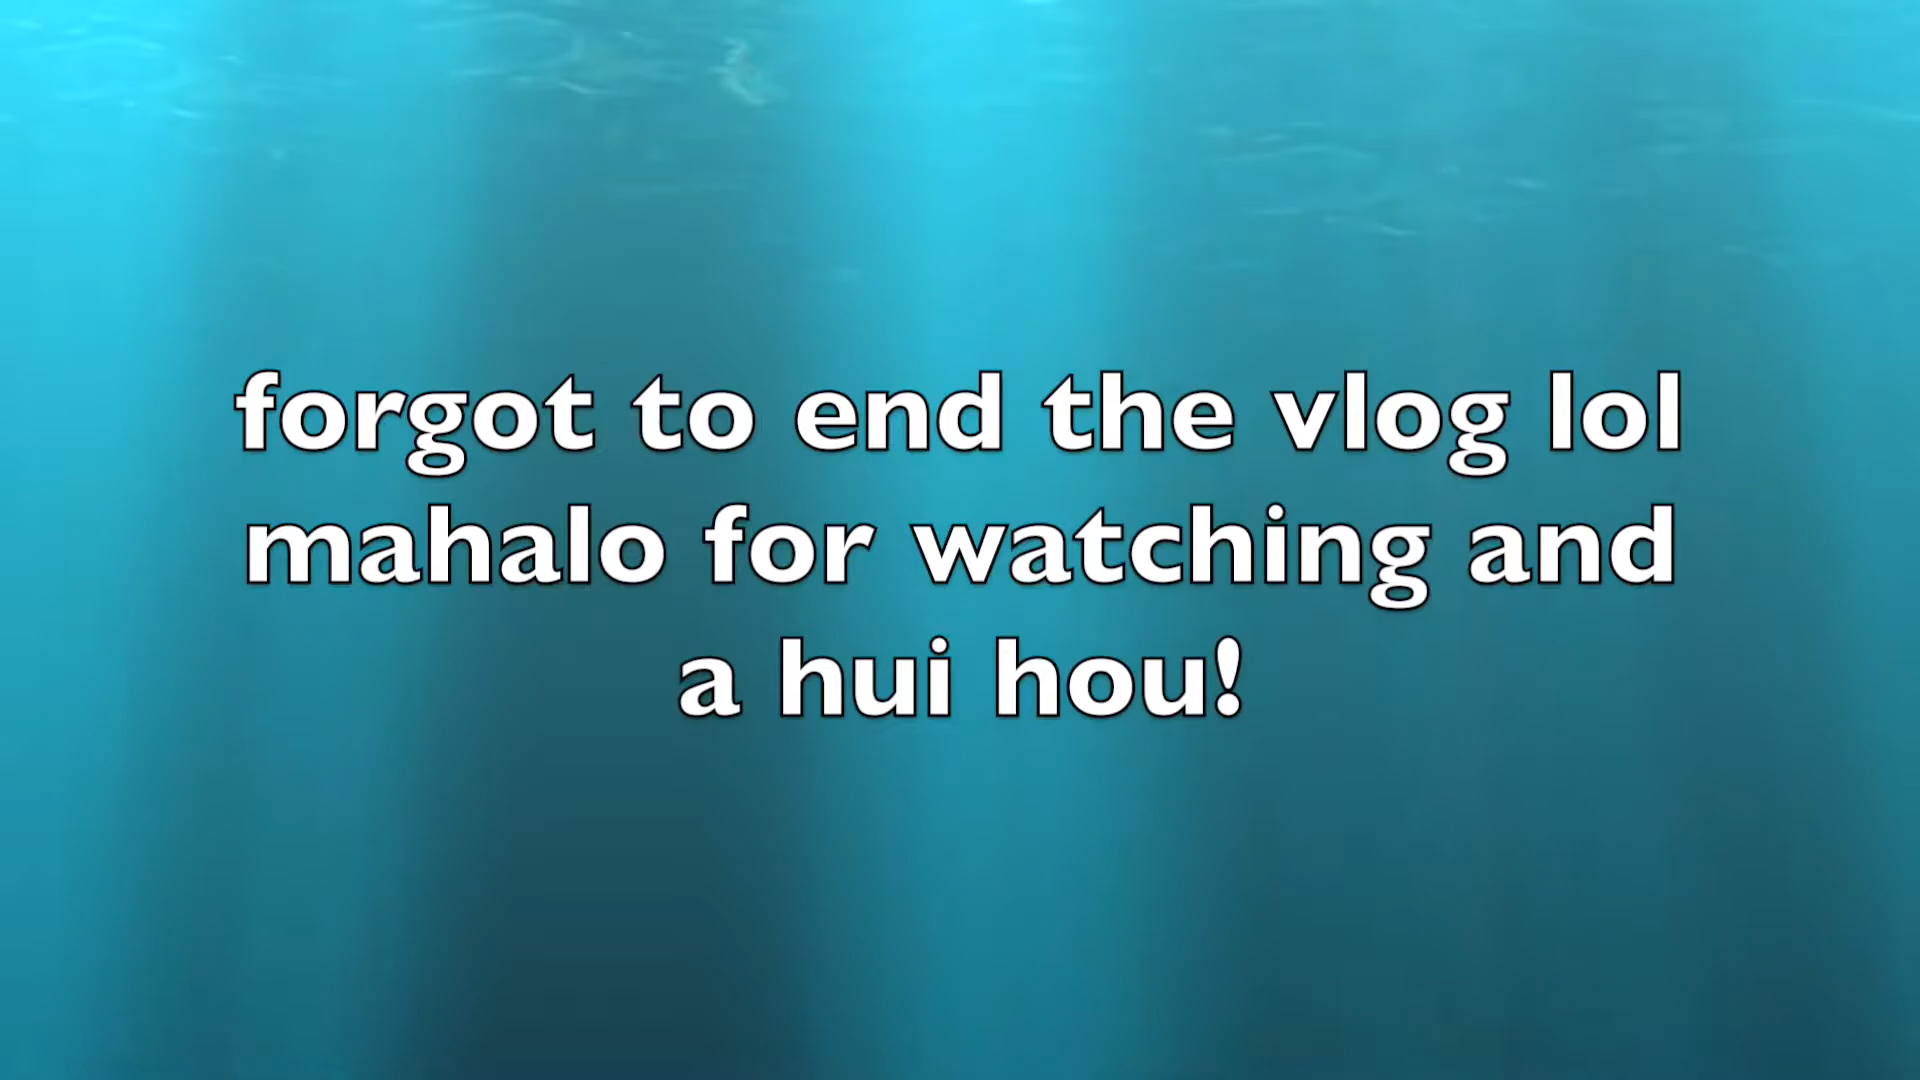 forgot to end the vlog lol
mahalo for watching and
a hui hou!